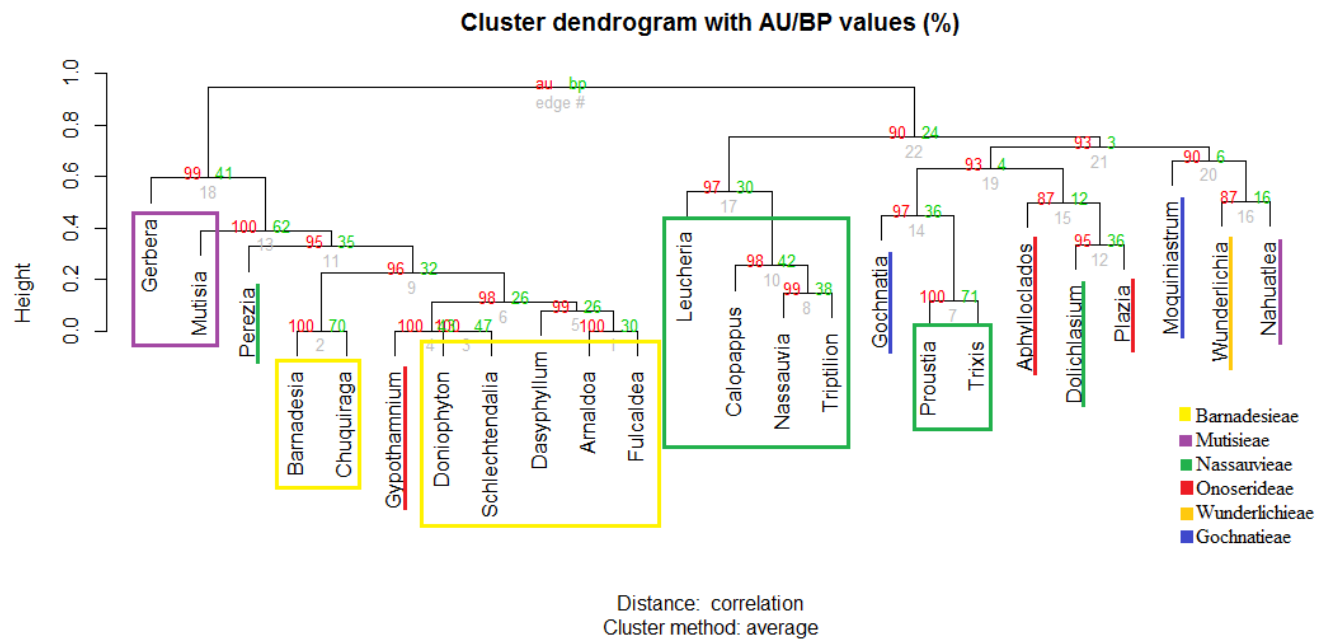 Cluster dendrogram with AU/BP values (%)
Height
1.0
0.8
0.6
0.4
0.2
0.0
au bp
edge #
90 24
22
93 3
21
93 4
19
90 6
20
99 41
18
97 30
17
87 12
15
87 16
16
97 36
14
100 62
13
95 35
11
95 36
12
96 32
9
98 42
10
99 38
8
98 26
6
99 26
5
100 71
7
100 70
2
100 43
4
100 47
3
100 30
1
Gerbera
Mutisia
Perezia
Barnadesia
Chuquiraga
Gypothamnium
Doniophyton
Schlechtendalia
Dasyphyllum
Arnaldoa
Fulcaldea
Leucheria
Calopappus
Nassauvia
Triptilion
Gochnatia
Proustia
Trixis
Aphylloclados
Dolichlasium
Plazia
Moquiniastrum
Wunderlichia
Nahuatlea
Barnadesieae
Mutisieae
Nassauvieae
Onoserideae
Wunderlichieae
Gochnatieae
Distance: correlation
Cluster method: average